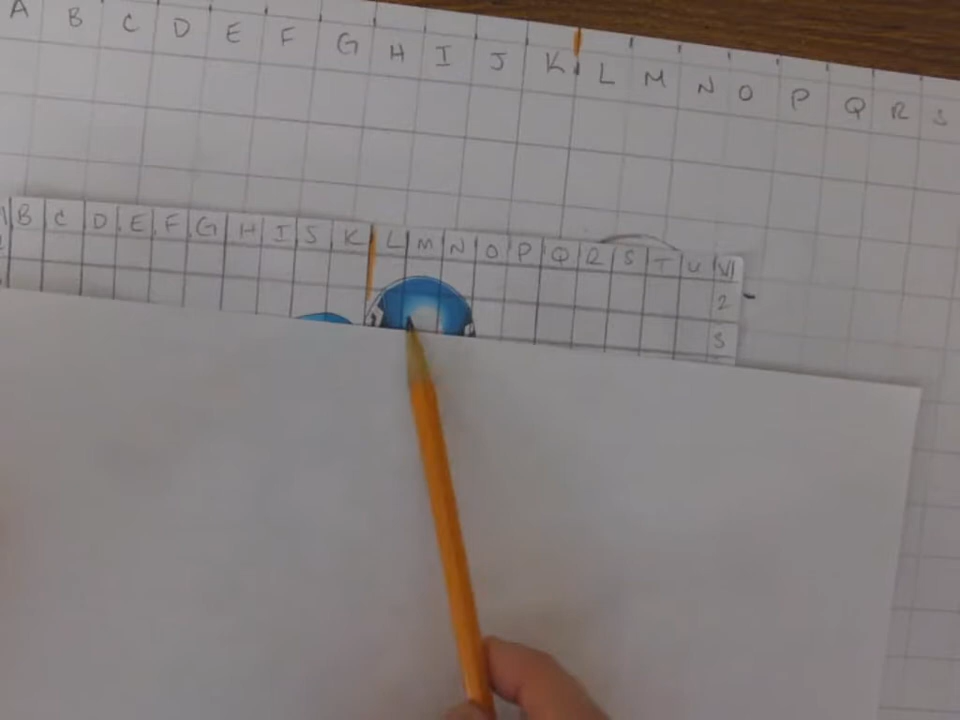 A B C D E F G H I J K L M N O P Q R S
B C D E F G H I S K L M N O P Q R S T U V 1
2
3